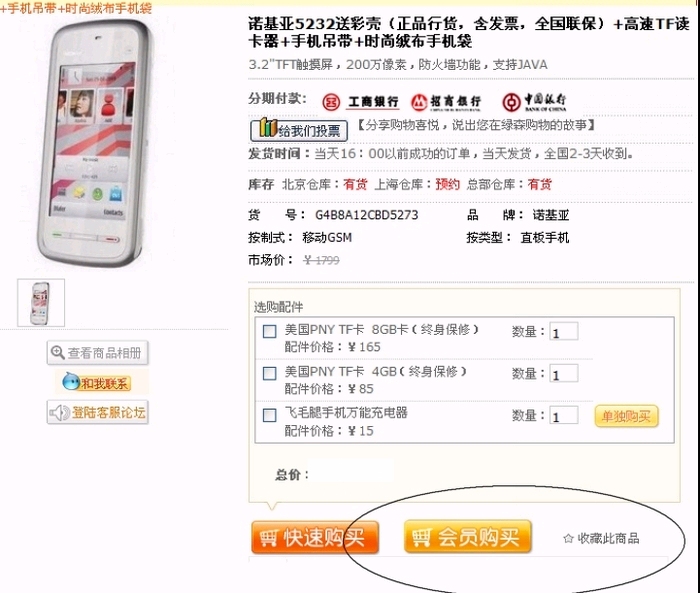 +手机吊带+时尚绒布手机袋
诺基亚5232送彩壳（正品行货，含发票，全国联保）+高速TF读
卡器+手机吊带+时尚绒布手机袋
3.2"TFT触摸屏，200万像素，防火墙功能，支持JAVA
分期付款： 工商银行 招商银行 中国银行
BANK OF CHINA
给我们投票 【分享购物喜悦，说出您在绿森购物的故事】
发货时间：当天16：00以前成功的订单，当天发货，全国2-3天收到。
库存 北京仓库：有货 上海仓库：预约 总部仓库：有货
货 号： G4B8A12CBD5273 品 牌： 诺基亚
按制式： 移动GSM 按类型： 直板手机
市场价： ￥1799
选购配件
美国PNY TF卡 8GB卡（终身保修） 数量：1
配件价格：￥165
美国PNY TF卡 4GB（终身保修） 数量：1
配件价格：￥85
飞毛腿手机万能充电器 数量：1 单独购买
配件价格：￥15
总价：
查看商品相册
和我联系
登陆客服论坛
快速购买 会员购买 ☆收藏此商品